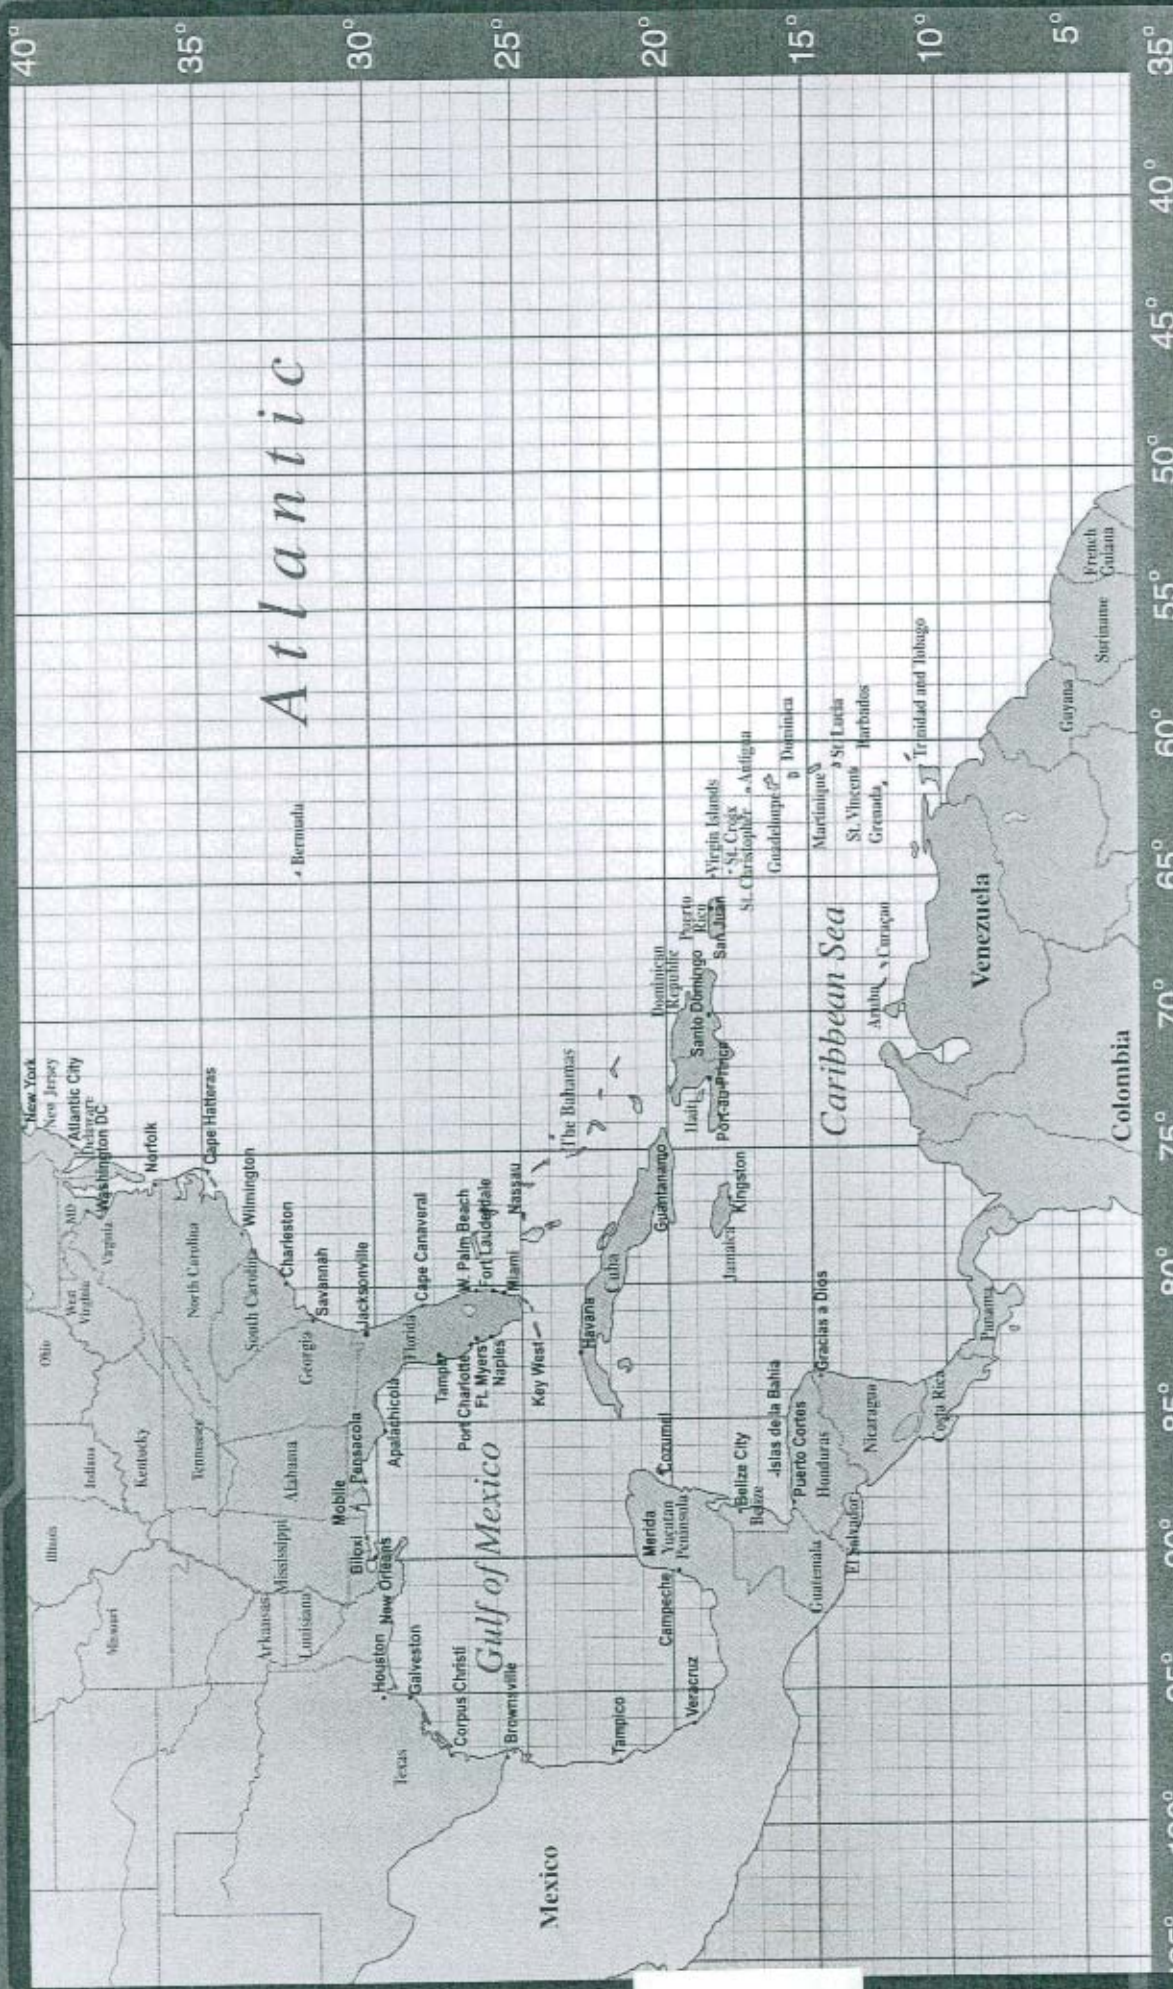 40°
35°
30°
25°
20°
15°
10°
5°
35°
40°
45°
50°
55°
60°
65°
70°
75°
80°
85°
Atlantic
Gulf of Mexico
Caribbean Sea
New York
New Jersey
Atlantic City
Delaware
Washington DC
MD
Norfolk
Virginia
West
Virginia
Ohio
Indiana
Illinois
Kentucky
Missouri
Tennessee
Arkansas
North Carolina
Cape Hatteras
Wilmington
South Carolina
Charleston
Savannah
Georgia
Alabama
Mississippi
Louisiana
Texas
Jacksonville
Florida
Cape Canaveral
W. Palm Beach
Fort Lauderdale
Miami
Tampa
Port Charlotte
Ft. Myers
Naples
Key West
Apalachicola
Pensacola
Mobile
Biloxi
New Orleans
Houston
Galveston
Corpus Christi
Brownsville
Bermuda
Nassau
The Bahamas
Havana
Cuba
Guantanamo
Jamaica
Kingston
Haiti
Port-au-Prince
Dominican
Republic
Santo Domingo
Puerto
Rico
San Juan
Virgin Islands
St. Croix
St. Christopher
Antigua
Guadeloupe
Dominica
Martinique
St Lucia
St. Vincent
Barbados
Grenada
Trinidad and Tobago
Aruba
Curaçao
Mexico
Tampico
Veracruz
Campeche
Merida
Yucutan
Peninsula
Cozumel
Belize City
Belize
Islas de la Bahia
Puerto Cortes
Honduras
Guatemala
El Salvador
Gracias a Dios
Nicaragua
Costa Rica
Panama
Colombia
Venezuela
Guyana
Suriname
French
Guiana